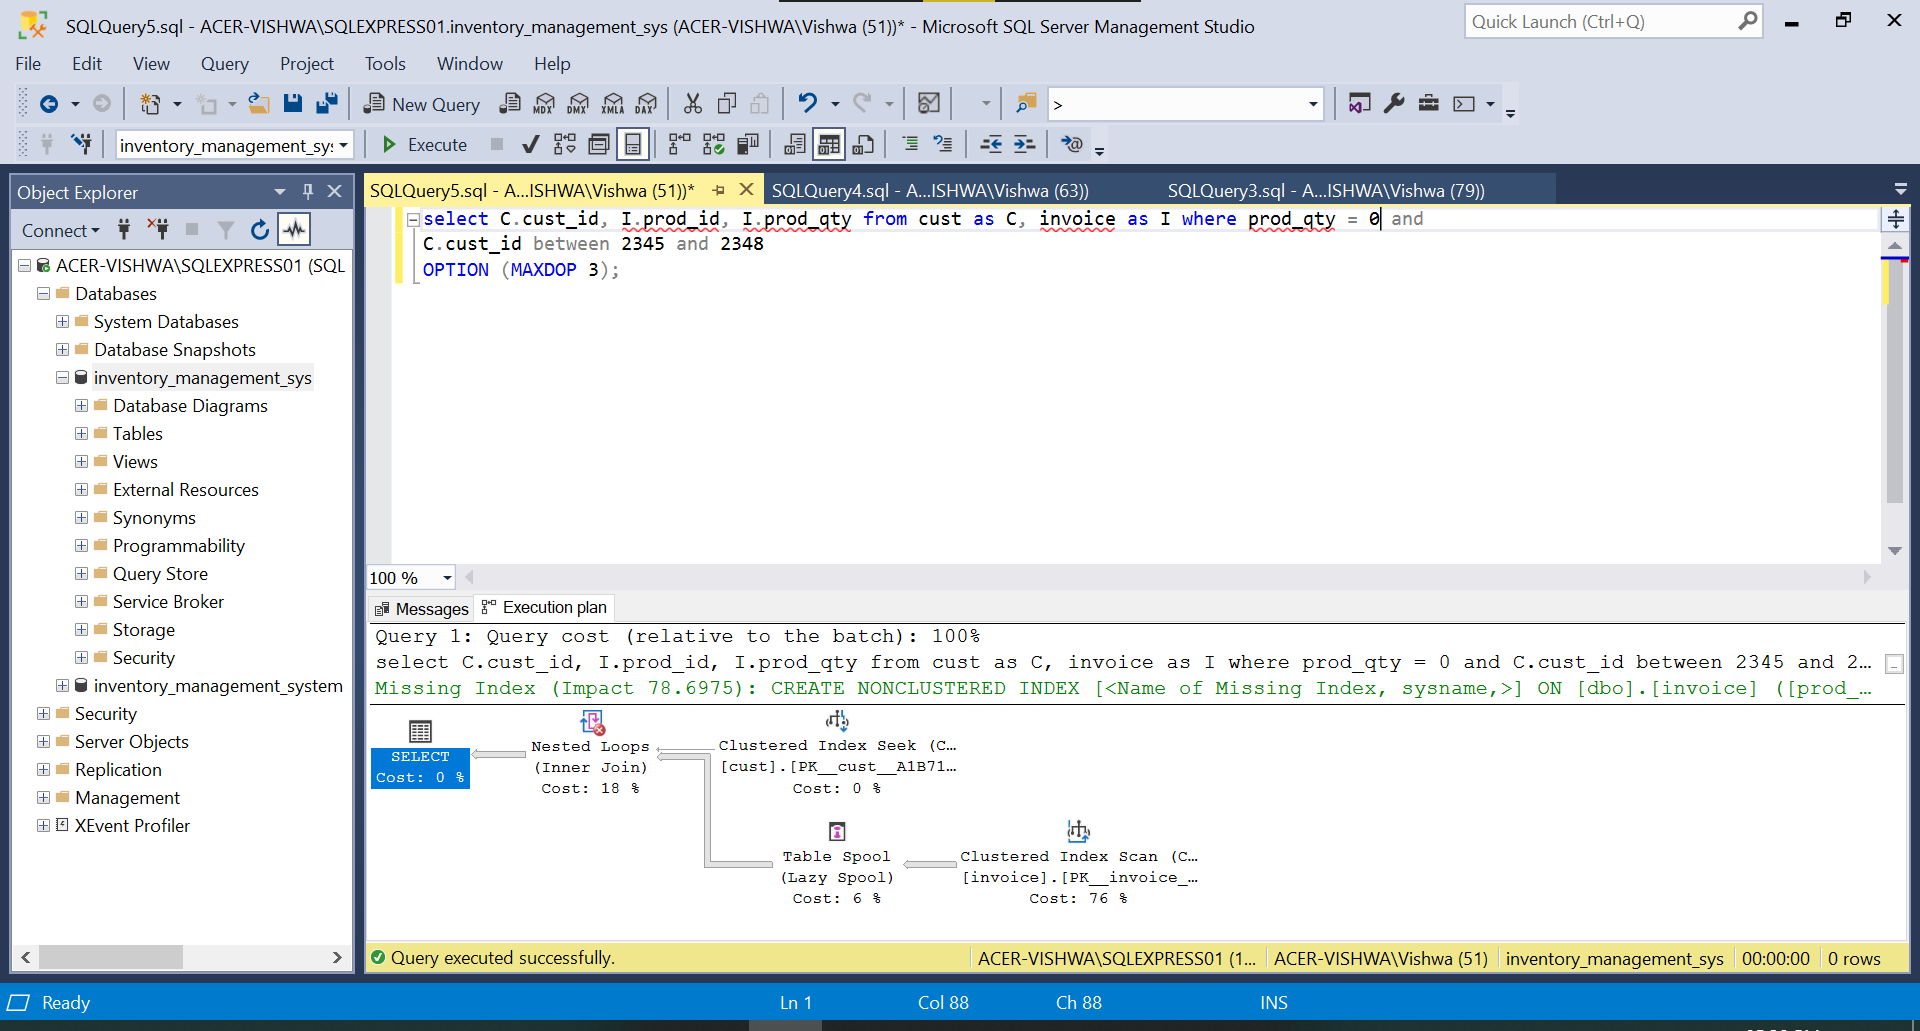 SQLQuery5.sql - ACER-VISHWA\SQLEXPRESS01.inventory_management_sys (ACER-VISHWA\Vishwa (51))* - Microsoft SQL Server Management Studio
Quick Launch (Ctrl+Q)
File Edit View Query Project Tools Window Help
New Query MDX DMX XMLA DAX >
inventory_management_sy: Execute
Object Explorer
Connect
ACER-VISHWA\SQLEXPRESS01 (SQL
Databases
System Databases
Database Snapshots
inventory_management_sys
Database Diagrams
Tables
Views
External Resources
Synonyms
Programmability
Query Store
Service Broker
Storage
Security
inventory_management_system
Security
Server Objects
Replication
Management
XEvent Profiler
SQLQuery5.sql - A...ISHWA\Vishwa (51))* SQLQuery4.sql - A...ISHWA\Vishwa (63)) SQLQuery3.sql - A...ISHWA\Vishwa (79))
select C.cust_id, I.prod_id, I.prod_qty from cust as C, invoice as I where prod_qty = 0 and
C.cust_id between 2345 and 2348
OPTION (MAXDOP 3);
100 %
Messages Execution plan
Query 1: Query cost (relative to the batch): 100%
select C.cust_id, I.prod_id, I.prod_qty from cust as C, invoice as I where prod_qty = 0 and C.cust_id between 2345 and 2...
Missing Index (Impact 78.6975): CREATE NONCLUSTERED INDEX [<Name of Missing Index, sysname,>] ON [dbo].[invoice] ([prod_...
SELECT
Cost: 0 %
Nested Loops
(Inner Join)
Cost: 18 %
Clustered Index Seek (C...
[cust].[PK__cust__A1B71...
Cost: 0 %
Table Spool
(Lazy Spool)
Cost: 6 %
Clustered Index Scan (C...
[invoice].[PK__invoice_...
Cost: 76 %
Query executed successfully. ACER-VISHWA\SQLEXPRESS01 (1... ACER-VISHWA\Vishwa (51) inventory_management_sys 00:00:00 0 rows
Ready Ln 1 Col 88 Ch 88 INS